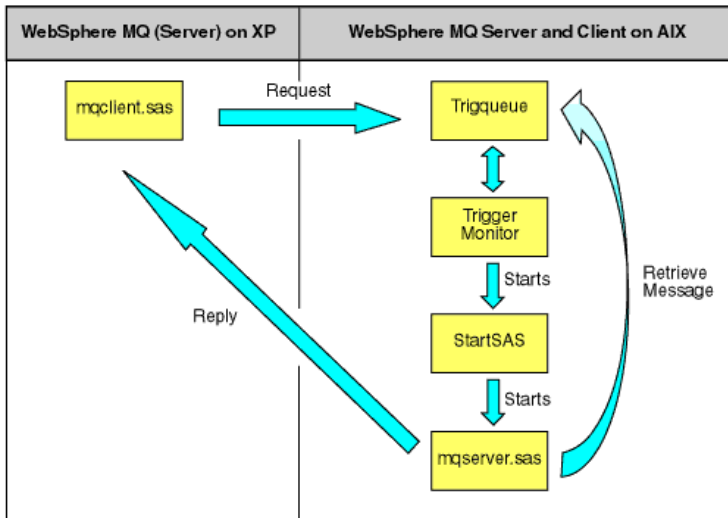 WebSphere MQ (Server) on XP
WebSphere MQ Server and Client on AIX
mqclient.sas
Request
Trigqueue
Trigger
Monitor
Starts
Retrieve
Message
Reply
StartSAS
Starts
mqserver.sas